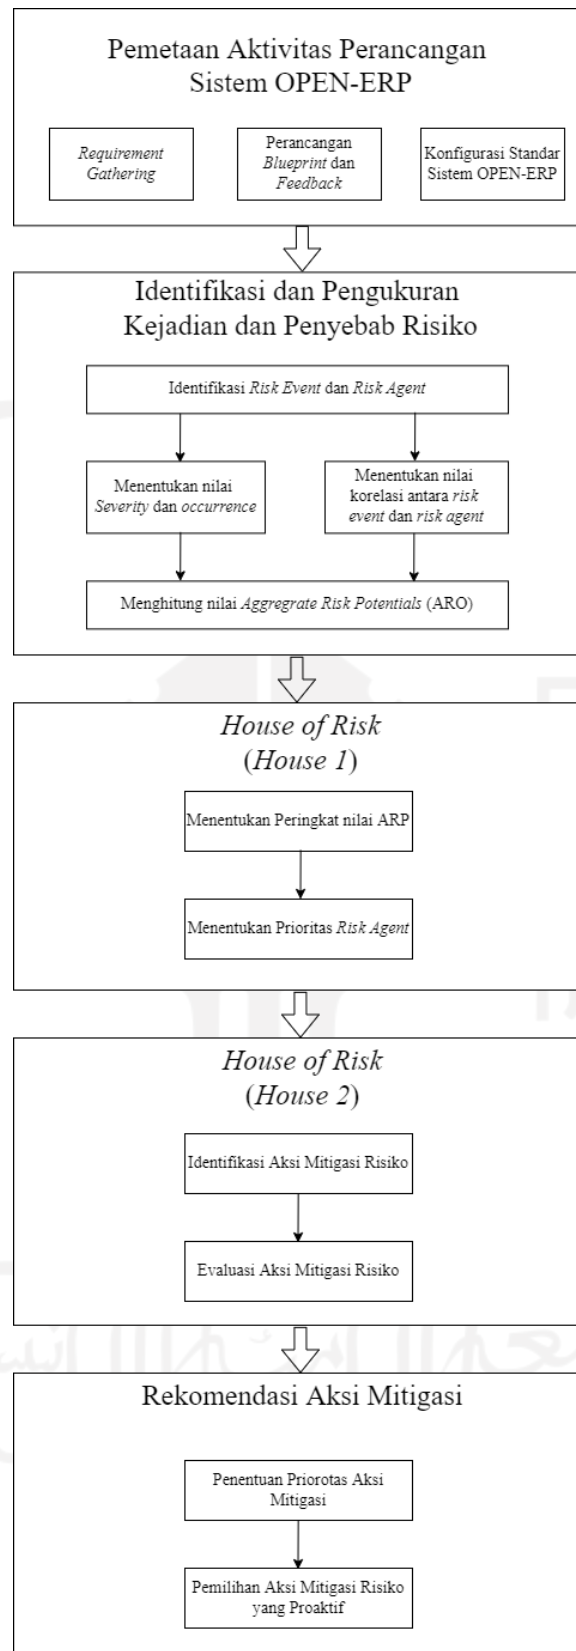 Pemetaan Aktivitas Perancangan
Sistem OPEN-ERP
Requirement
Gathering
Perancangan
Blueprint dan
Feedback
Konfigurasi Standar
Sistem OPEN-ERP
Identifikasi dan Pengukuran
Kejadian dan Penyebab Risiko
Identifikasi Risk Event dan Risk Agent
Menentukan nilai
Severity dan occurrence
Menentukan nilai
korelasi antara risk
event dan risk agent
Menghitung nilai Aggregrate Risk Potentials (ARO)
House of Risk
(House 1)
Menentukan Peringkat nilai ARP
Menentukan Prioritas Risk Agent
House of Risk
(House 2)
Identifikasi Aksi Mitigasi Risiko
Evaluasi Aksi Mitigasi Risiko
Rekomendasi Aksi Mitigasi
Penentuan Priorotas Aksi
Mitigasi
Pemilihan Aksi Mitigasi Risiko
yang Proaktif